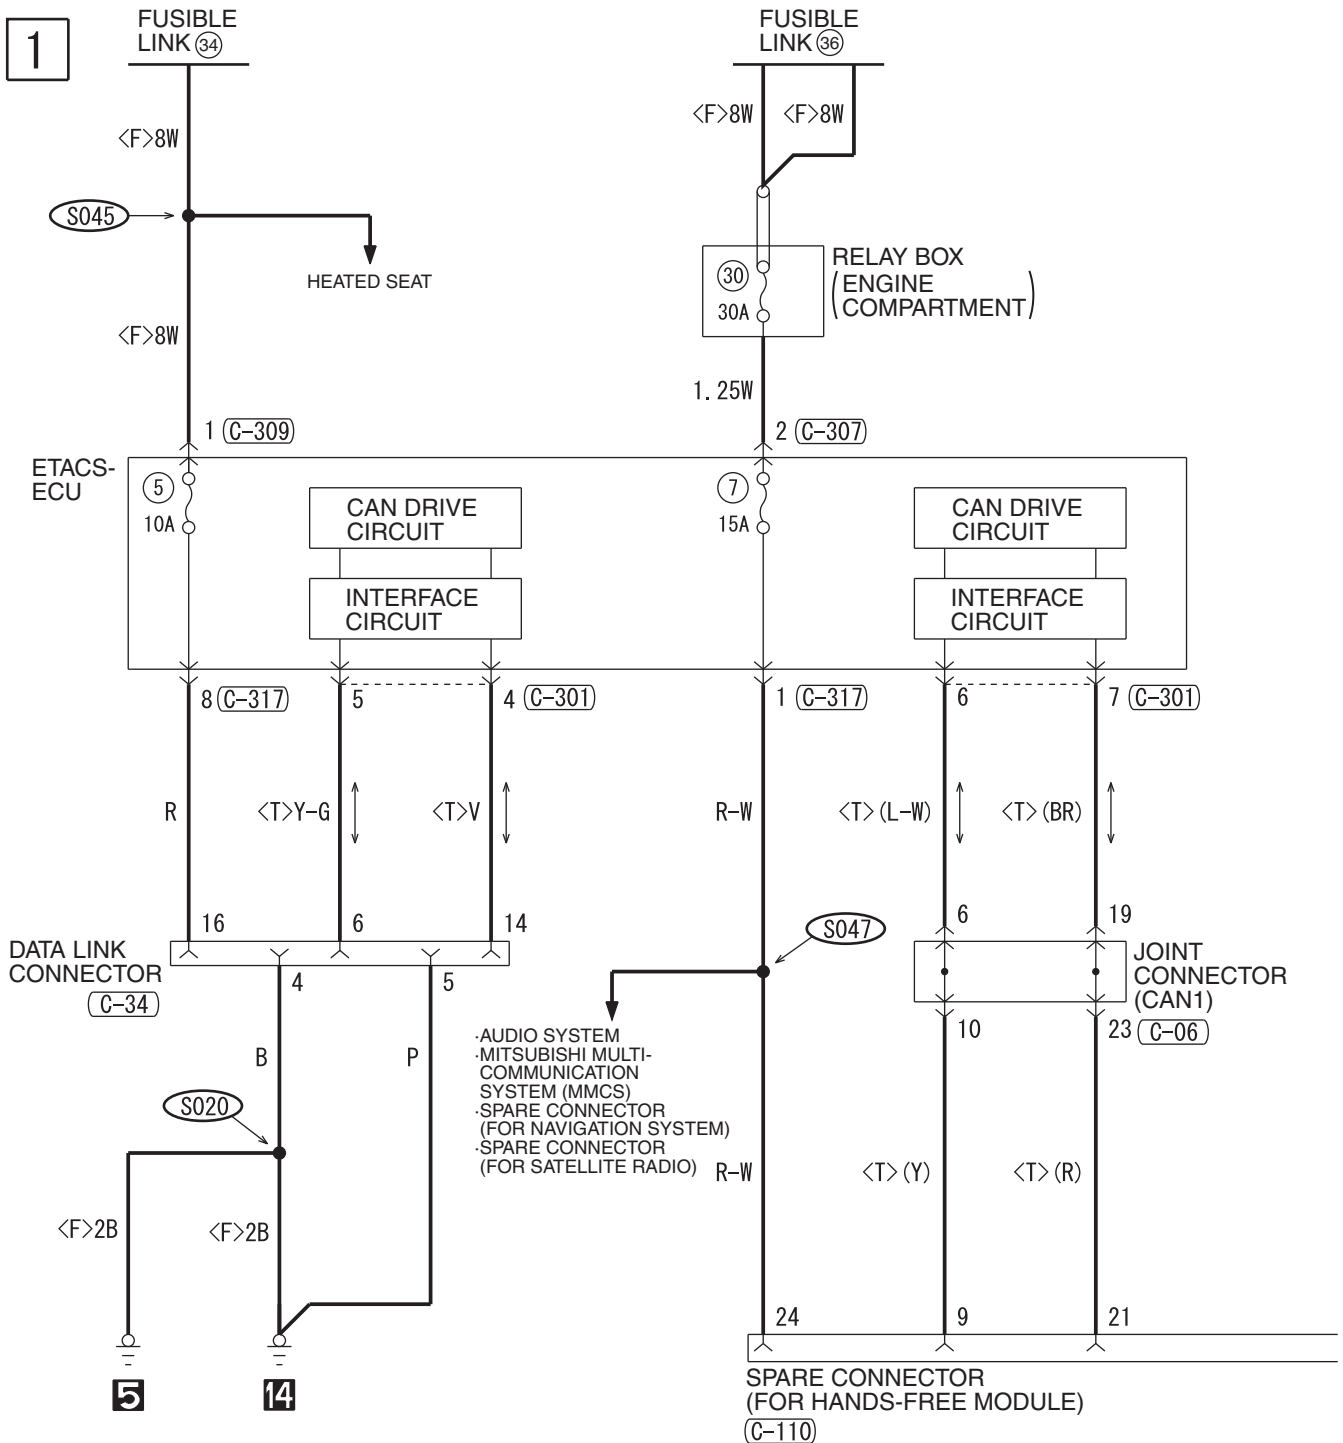 1
FUSIBLE
LINK 34
FUSIBLE
LINK 36
<F>8W
<F>8W
<F>8W
S045
HEATED SEAT
30
30A
RELAY BOX
(ENGINE
COMPARTMENT)
<F>8W
1.25W
1 C-309
2 C-307
ETACS-
ECU
5
10A
CAN DRIVE
CIRCUIT
INTERFACE
CIRCUIT
7
15A
CAN DRIVE
CIRCUIT
INTERFACE
CIRCUIT
8 C-317
5
4 C-301
1 C-317
6
7 C-301
R
<T>Y-G
<T>V
R-W
<T>(L-W)
<T>(BR)
16
6
14
S047
6
19
DATA LINK
CONNECTOR
C-34
4
5
JOINT
CONNECTOR
(CAN1)
10
23 C-06
B
P
·AUDIO SYSTEM
·MITSUBISHI MULTI-
COMMUNICATION
SYSTEM (MMCS)
·SPARE CONNECTOR
(FOR NAVIGATION SYSTEM)
·SPARE CONNECTOR
(FOR SATELLITE RADIO)
S020
R-W
<T>(Y)
<T>(R)
<F>2B
<F>2B
24
9
21
5
14
SPARE CONNECTOR
(FOR HANDS-FREE MODULE)
C-110